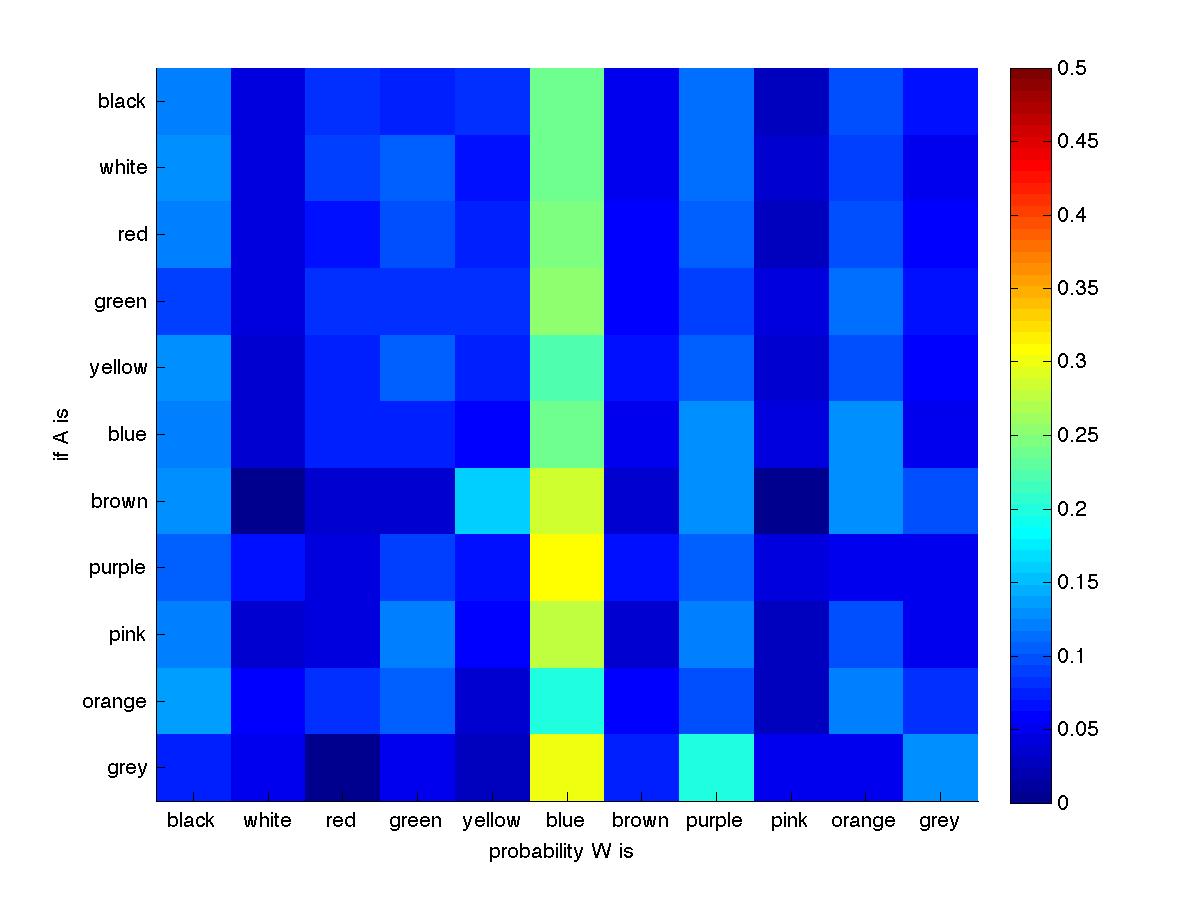 black
white
red
green
yellow
blue
brown
purple
pink
orange
grey
if A is
black white red green yellow blue brown purple pink orange grey
probability W is
0.5
0.45
0.4
0.35
0.3
0.25
0.2
0.15
0.1
0.05
0